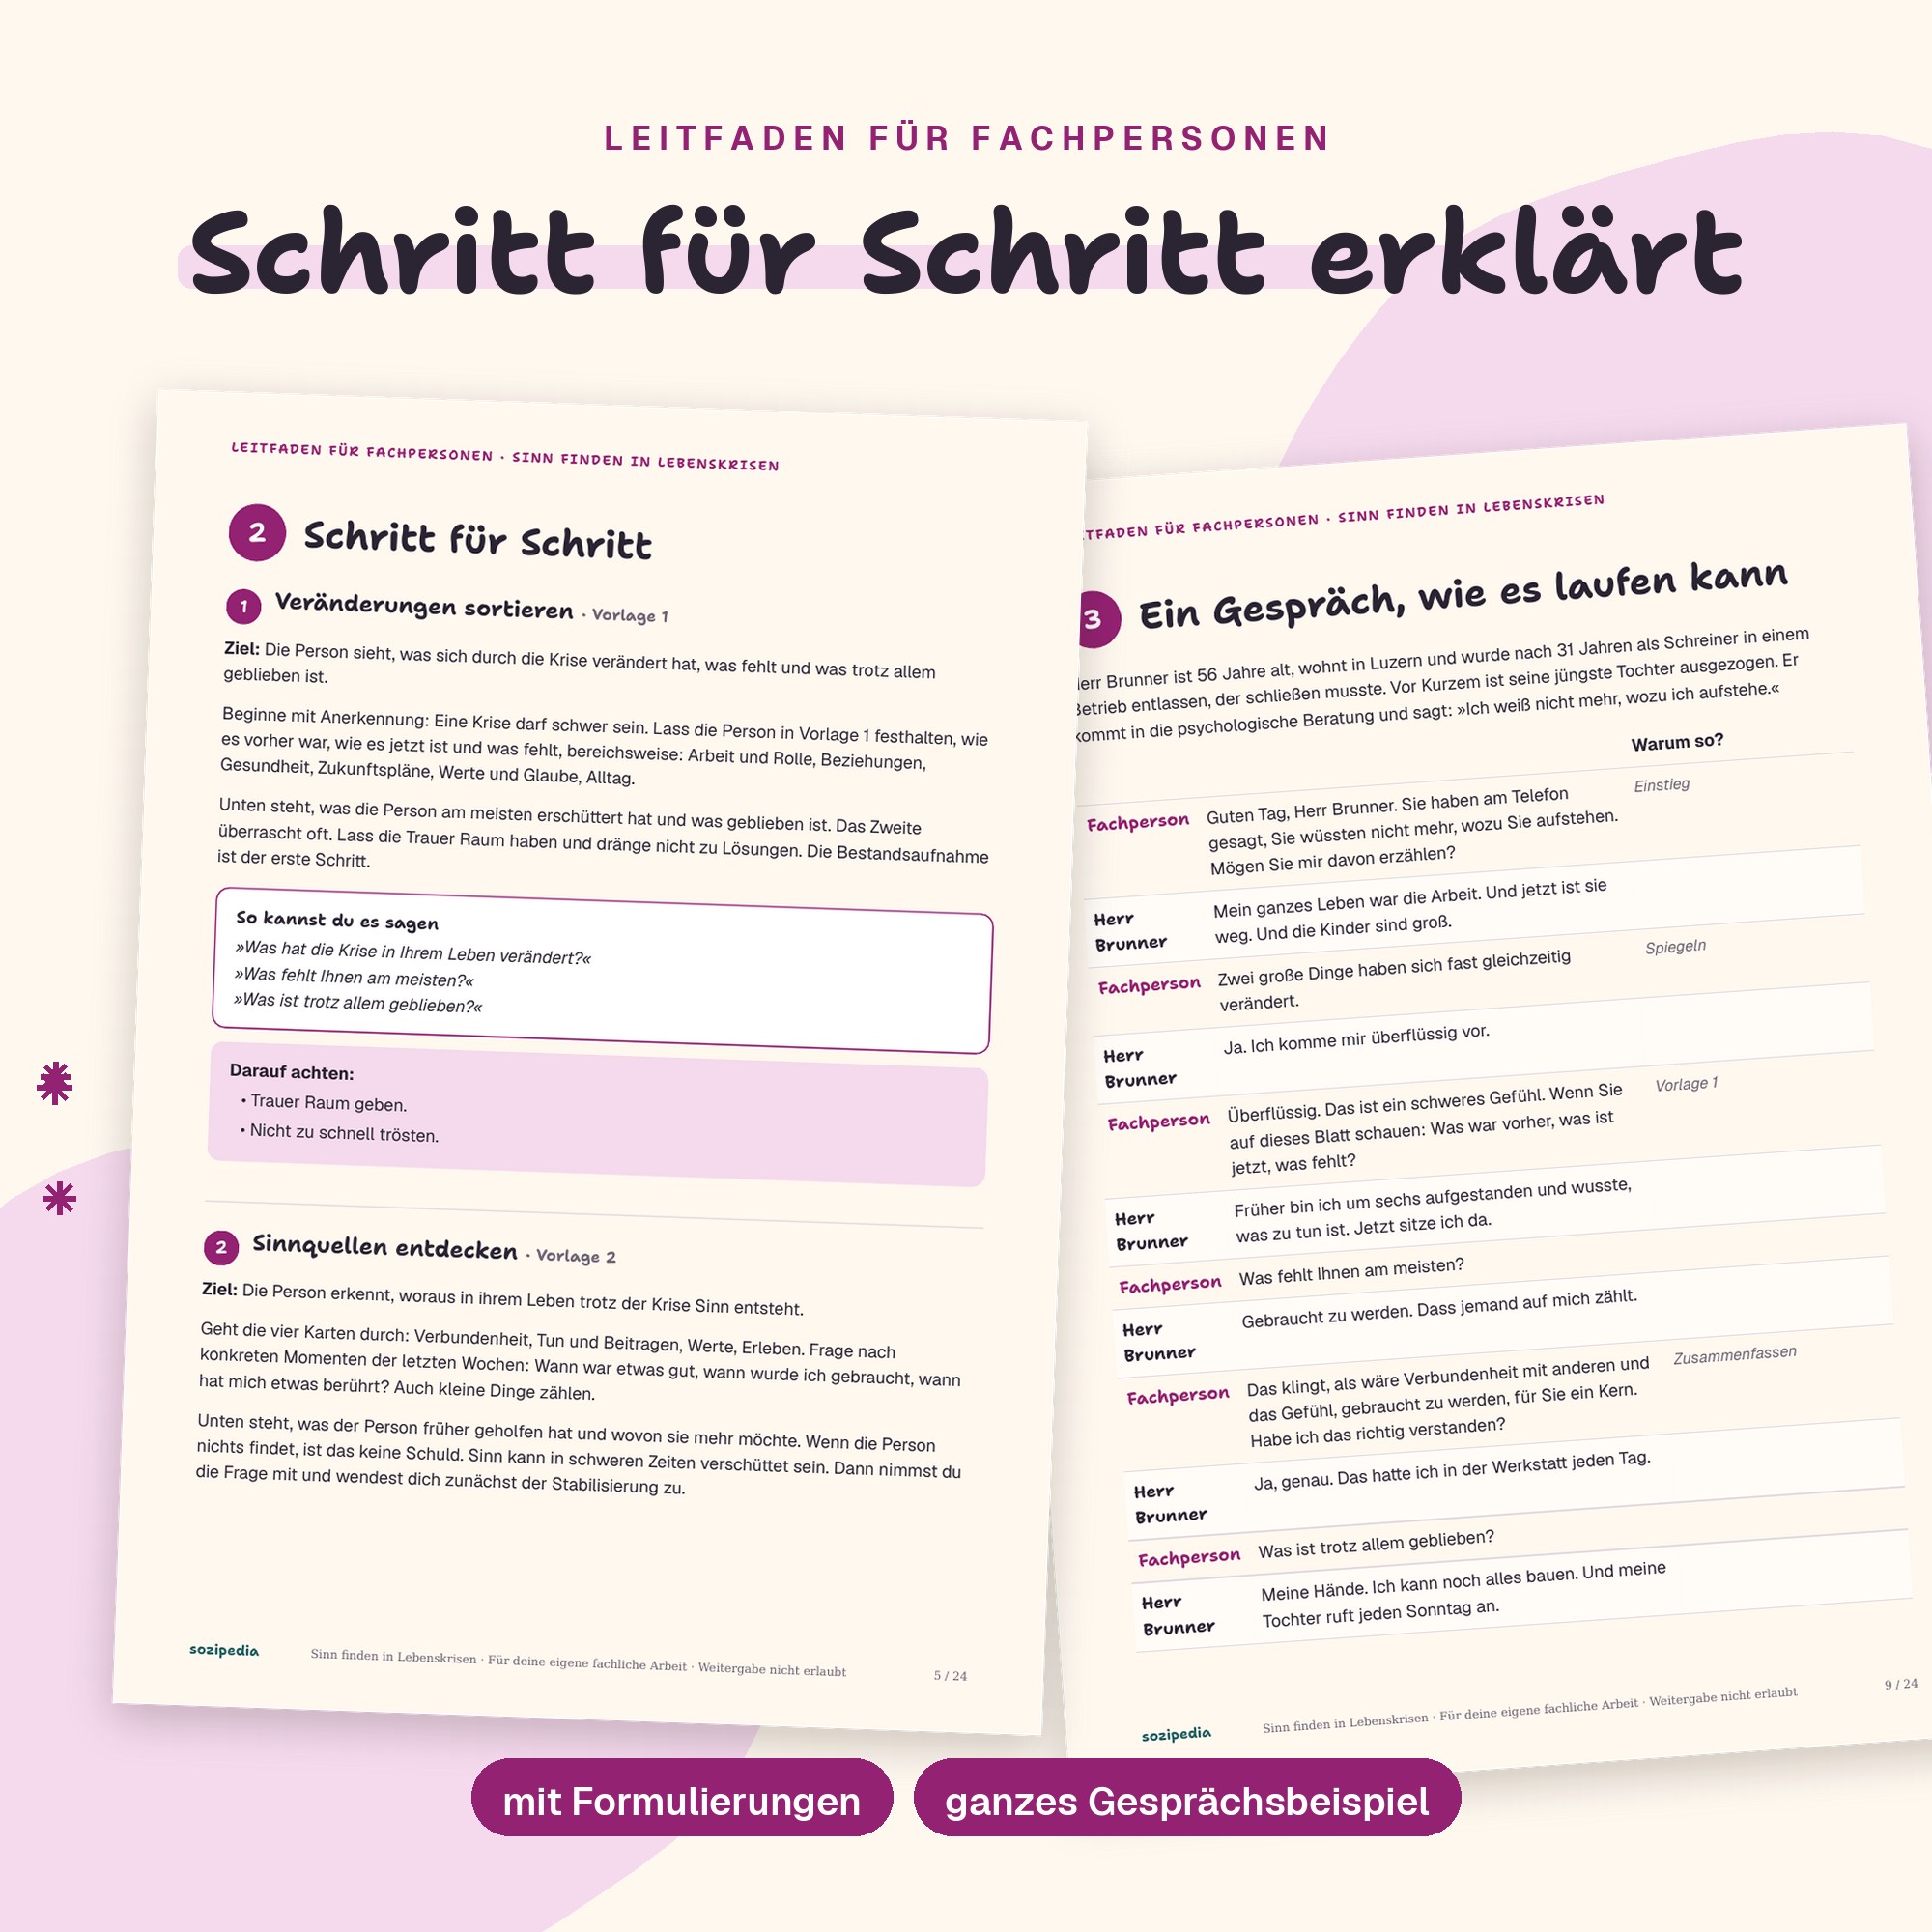 LEITFADEN FÜR FACHPERSONEN
Schritt für Schritt erklärt
LEITFADEN FÜR FACHPERSONEN · SINN FINDEN IN LEBENSKRISEN
2 Schritt für Schritt
1 Veränderungen sortieren · Vorlage 1
Ziel: Die Person sieht, was sich durch die Krise verändert hat, was fehlt und was trotz allem
geblieben ist.
Beginne mit Anerkennung: Eine Krise darf schwer sein. Lass die Person in Vorlage 1 festhalten, wie
es vorher war, wie es jetzt ist und was fehlt, bereichsweise: Arbeit und Rolle, Beziehungen,
Gesundheit, Zukunftspläne, Werte und Glaube, Alltag.
Unten steht, was die Person am meisten erschüttert hat und was geblieben ist. Das Zweite
überrascht oft. Lass die Trauer Raum haben und dränge nicht zu Lösungen. Die Bestandsaufnahme
ist der erste Schritt.
So kannst du es sagen
»Was hat die Krise in Ihrem Leben verändert?«
»Was fehlt Ihnen am meisten?«
»Was ist trotz allem geblieben?«
Darauf achten:
• Trauer Raum geben.
• Nicht zu schnell trösten.
2 Sinnquellen entdecken · Vorlage 2
Ziel: Die Person erkennt, woraus in ihrem Leben trotz der Krise Sinn entsteht.
Geht die vier Karten durch: Verbundenheit, Tun und Beitragen, Werte, Erleben. Frage nach
konkreten Momenten der letzten Wochen: Wann war etwas gut, wann wurde ich gebraucht, wann
hat mich etwas berührt? Auch kleine Dinge zählen.
Unten steht, was der Person früher geholfen hat und wovon sie mehr möchte. Wenn die Person
nichts findet, ist das keine Schuld. Sinn kann in schweren Zeiten verschüttet sein. Dann nimmst du
die Frage mit und wendest dich zunächst der Stabilisierung zu.
sozipedia Sinn finden in Lebenskrisen · Für deine eigene fachliche Arbeit · Weitergabe nicht erlaubt 5 / 24
TFADEN FÜR FACHPERSONEN · SINN FINDEN IN LEBENSKRISEN
3 Ein Gespräch, wie es laufen kann
Herr Brunner ist 56 Jahre alt, wohnt in Luzern und wurde nach 31 Jahren als Schreiner in einem
Betrieb entlassen, der schließen musste. Vor Kurzem ist seine jüngste Tochter ausgezogen. Er
kommt in die psychologische Beratung und sagt: »Ich weiß nicht mehr, wozu ich aufstehe.«
Warum so?
Fachperson Guten Tag, Herr Brunner. Sie haben am Telefon Einstieg
gesagt, Sie wüssten nicht mehr, wozu Sie aufstehen.
Mögen Sie mir davon erzählen?
Herr Mein ganzes Leben war die Arbeit. Und jetzt ist sie
Brunner weg. Und die Kinder sind groß.
Fachperson Zwei große Dinge haben sich fast gleichzeitig Spiegeln
verändert.
Herr Ja. Ich komme mir überflüssig vor.
Brunner
Fachperson Überflüssig. Das ist ein schweres Gefühl. Wenn Sie Vorlage 1
auf dieses Blatt schauen: Was war vorher, was ist
jetzt, was fehlt?
Herr Früher bin ich um sechs aufgestanden und wusste,
Brunner was zu tun ist. Jetzt sitze ich da.
Fachperson Was fehlt Ihnen am meisten?
Herr Gebraucht zu werden. Dass jemand auf mich zählt.
Brunner
Fachperson Das klingt, als wäre Verbundenheit mit anderen und Zusammenfassen
das Gefühl, gebraucht zu werden, für Sie ein Kern.
Habe ich das richtig verstanden?
Herr Ja, genau. Das hatte ich in der Werkstatt jeden Tag.
Brunner
Fachperson Was ist trotz allem geblieben?
Herr Meine Hände. Ich kann noch alles bauen. Und meine
Brunner Tochter ruft jeden Sonntag an.
sozipedia Sinn finden in Lebenskrisen · Für deine eigene fachliche Arbeit · Weitergabe nicht erlaubt 9 / 24
mit Formulierungen
ganzes Gesprächsbeispiel